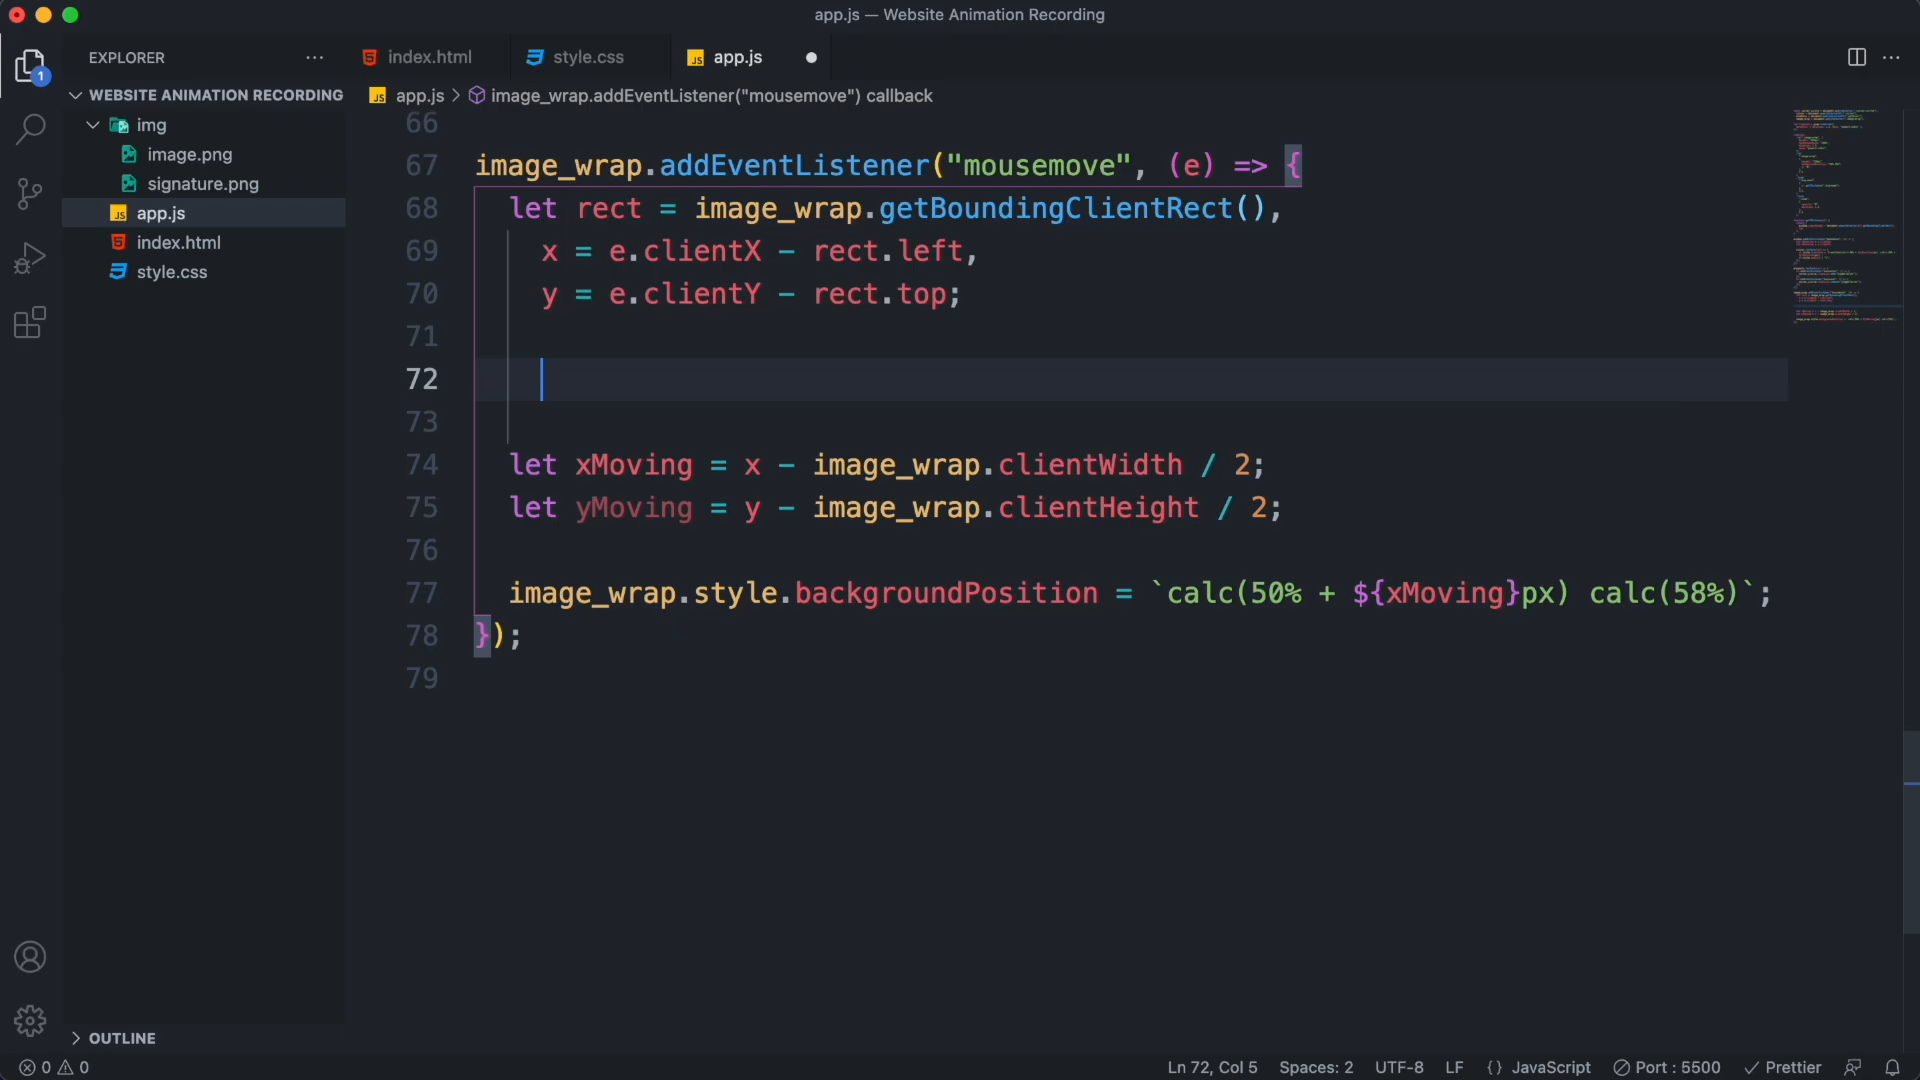 app.js — Website Animation Recording
EXPLORER
index.html
style.css
app.js
1
WEBSITE ANIMATION RECORDING
app.js > image_wrap.addEventListener("mousemove") callback
img
image.png
signature.png
app.js
index.html
style.css
66
67 image_wrap.addEventListener("mousemove", (e) => {
68 let rect = image_wrap.getBoundingClientRect(),
69 x = e.clientX - rect.left,
70 y = e.clientY - rect.top;
71
72
73
74 let xMoving = x - image_wrap.clientWidth / 2;
75 let yMoving = y - image_wrap.clientHeight / 2;
76
77 image_wrap.style.backgroundPosition = `calc(50% + ${xMoving}px) calc(58%)`;
78 });
79
OUTLINE
0 0
Ln 72, Col 5
Spaces: 2
UTF-8
LF
{} JavaScript
Port : 5500
Prettier